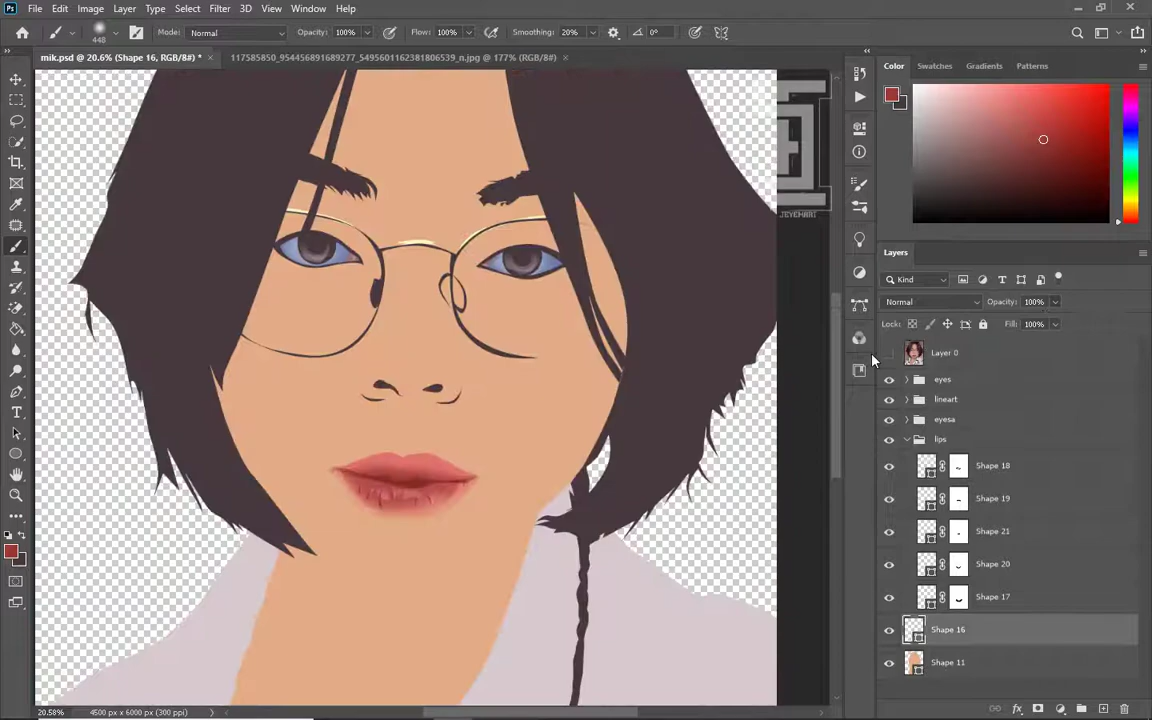 Ps File Edit Image Layer Type Select Filter 3D View Window Help
448 Mode: Normal Opacity: 100% Flow: 100% Smoothing: 20% 0°
mik.psd @ 20.6% (Shape 16, RGB/8#) * × 117585850_954456891689277_5495601162381806539_n.jpg @ 177% (RGB/8#) ×
Color Swatches Gradients Patterns
Layers
Kind
Normal Opacity: 100%
Lock: Fill: 100%
Layer 0
eyes
lineart
eyesa
lips
Shape 18
Shape 19
Shape 21
Shape 20
Shape 17
Shape 16
Shape 11
20.58% 4500 px x 6000 px (300 ppi)